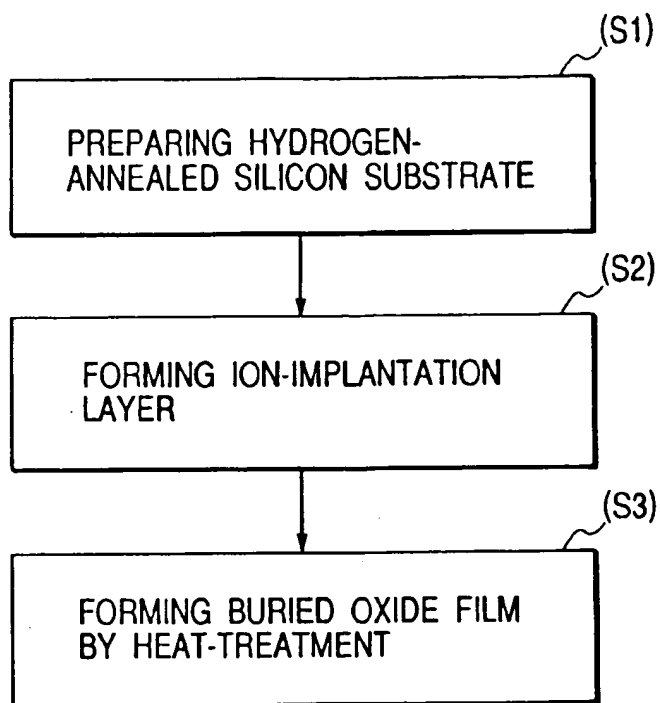 (S1)
PREPARING HYDROGEN-
ANNEALED SILICON SUBSTRATE
(S2)
FORMING ION-IMPLANTATION
LAYER
(S3)
FORMING BURIED OXIDE FILM
BY HEAT-TREATMENT